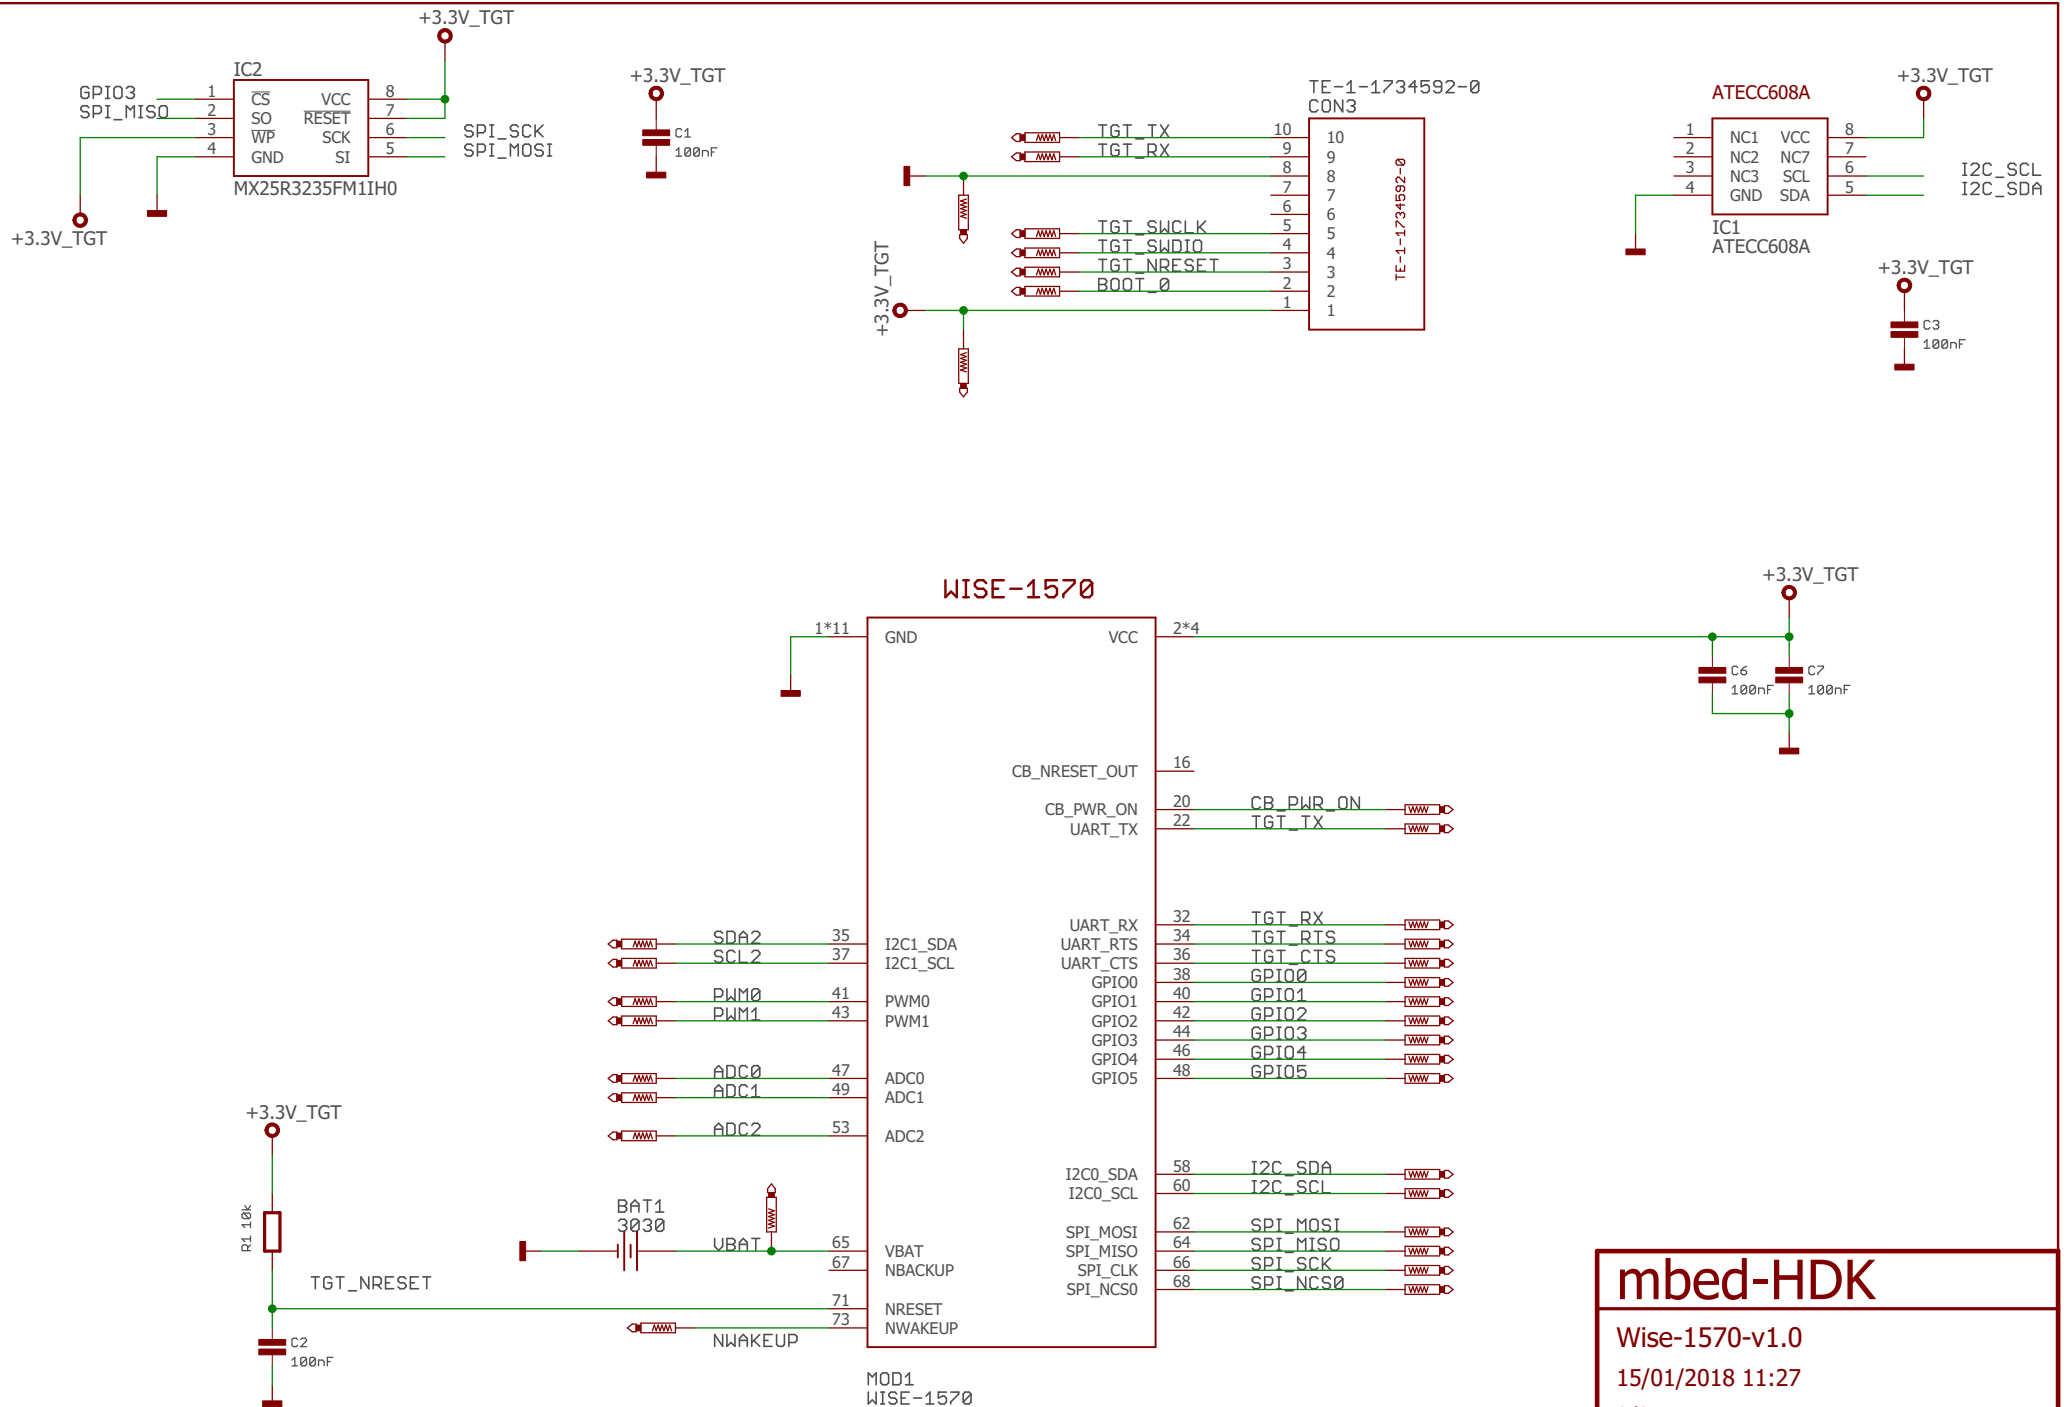 +3.3V_TGT
IC2
GPIO3 1 CS VCC 8
SPI_MISO 2 SO RESET 7
3 WP SCK 6 SPI_SCK
4 GND SI 5 SPI_MOSI
MX25R3235FM1IH0
+3.3V_TGT
+3.3V_TGT
C1
100nF
TE-1-1734592-0
CON3
TGT_TX 10 10
TGT_RX 9 9
8 8
7 7
6 6
TGT_SWCLK 5 5
TGT_SWDIO 4 4
TGT_NRESET 3 3
BOOT_0 2 2
1 1
TE-1-1734592-0
+3.3V_TGT
+3.3V_TGT
ATECC608A
1 NC1 VCC 8
2 NC2 NC7 7
3 NC3 SCL 6 I2C_SCL
4 GND SDA 5 I2C_SDA
IC1
ATECC608A
+3.3V_TGT
C3
100nF
WISE-1570
+3.3V_TGT
1*11 GND VCC 2*4
C6
100nF
C7
100nF
CB_NRESET_OUT 16
CB_PWR_ON 20 CB_PWR_ON
UART_TX 22 TGT_TX
UART_RX 32 TGT_RX
SDA2 35 I2C1_SDA UART_RTS 34 TGT_RTS
SCL2 37 I2C1_SCL UART_CTS 36 TGT_CTS
GPIO0 38 GPIO0
PWM0 41 PWM0 GPIO1 40 GPIO1
PWM1 43 PWM1 GPIO2 42 GPIO2
GPIO3 44 GPIO3
GPIO4 46 GPIO4
ADC0 47 ADC0 GPIO5 48 GPIO5
ADC1 49 ADC1
ADC2 53 ADC2
I2C0_SDA 58 I2C_SDA
I2C0_SCL 60 I2C_SCL
SPI_MOSI 62 SPI_MOSI
BAT1
3030
VBAT 65 VBAT SPI_MISO 64 SPI_MISO
67 NBACKUP SPI_CLK 66 SPI_SCK
SPI_NCS0 68 SPI_NCS0
71 NRESET
73 NWAKEUP
NWAKEUP
+3.3V_TGT
R1 10k
TGT_NRESET
C2
100nF
MOD1
WISE-1570
mbed-HDK
Wise-1570-v1.0
15/01/2018 11:27